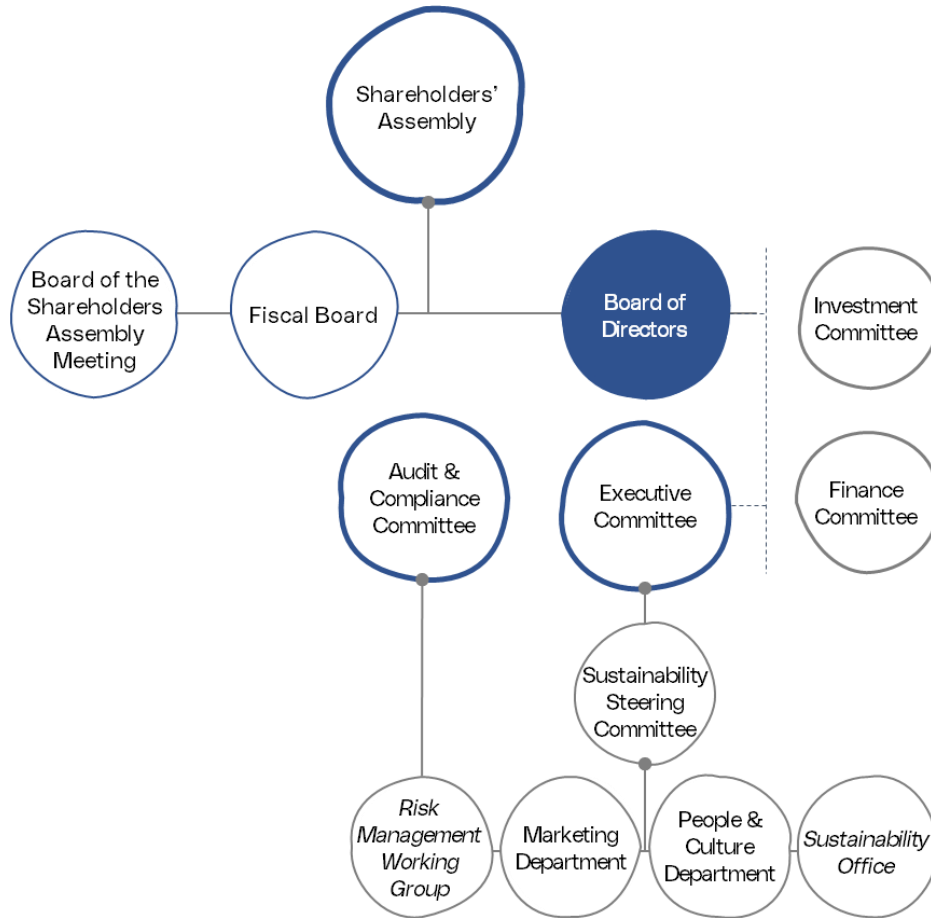 Shareholders’
Assembly
Board of the
Shareholders
Assembly
Meeting
Fiscal Board
Board of
Directors
Investment
Committee
Audit &
Compliance
Committee
Executive
Committee
Finance
Committee
Sustainability
Steering
Committee
Risk
Management
Working
Group
Marketing
Department
People &
Culture
Department
Sustainability
Office